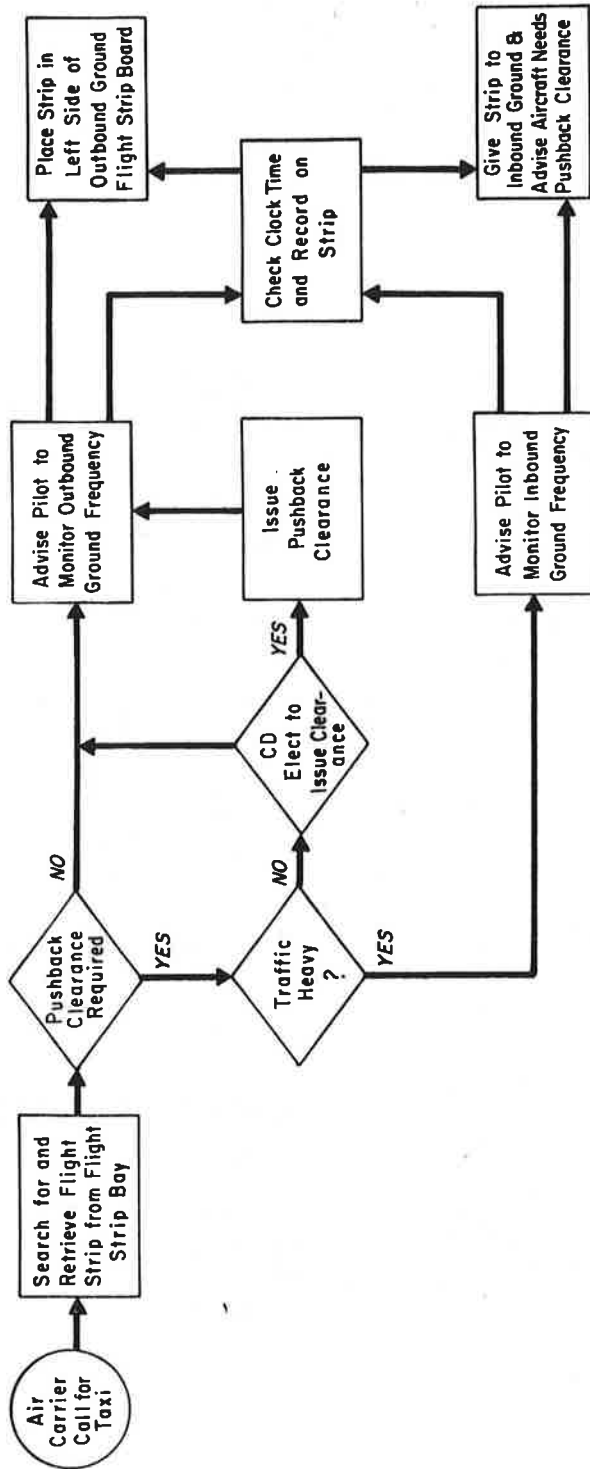 Air
Carrier
Call for
Taxi
Search for and
Retrieve Flight
Strip from Flight
Strip Bay
Pushback
Clearance
Required
NO
YES
Traffic
Heavy
?
NO
YES
CD
Elect to
Issue Clear-
ance
YES
Issue
Pushback
Clearance
Advise Pilot to
Monitor Outbound
Ground Frequency
Advise Pilot to
Monitor Inbound
Ground Frequency
Check Clock Time
and Record on
Strip
Place Strip in
Left Side of
Outbound Ground
Flight Strip Board
Give Strip to
Inbound Ground &
Advise Aircraft Needs
Pushback Clearance